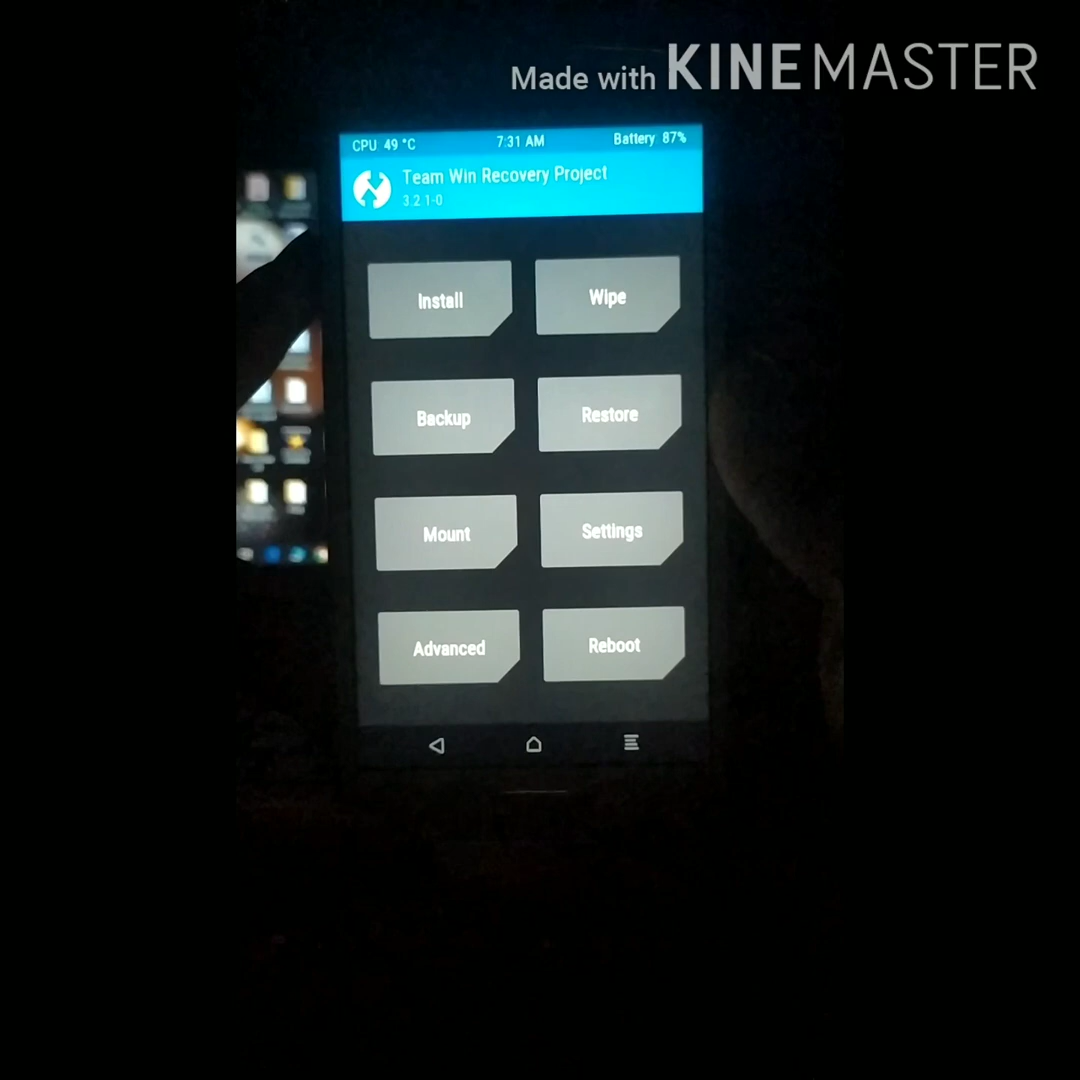 Made with KINEMASTER
CPU 49 °C 7:31 AM Battery 87%
Team Win Recovery Project
3.2.1-0
Install Wipe
Backup Restore
Mount Settings
Advanced Reboot